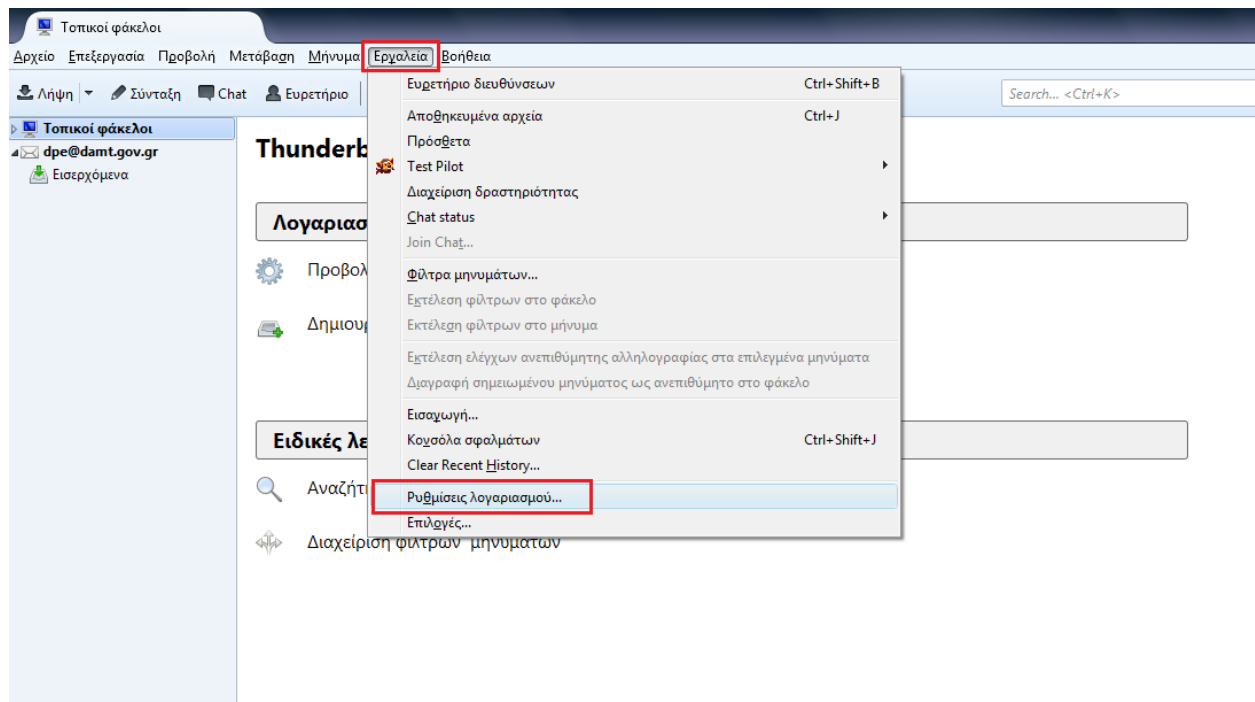 Τοπικοί φάκελοι
Αρχείο Επεξεργασία Προβολή Μετάβαση Μήνυμα Εργαλεία Βοήθεια
Λήψη Σύνταξη Chat Ευρετήριο Search... <Ctrl+K>
Τοπικοί φάκελοι
dpe@damt.gov.gr
Εισερχόμενα
Thunderb
Λογαριασ
Προβολ
Δημιουρ
Ειδικές λε
Αναζήτ
Διαχείριση φίλτρων μηνυμάτων
Ευρετήριο διευθύνσεων Ctrl+Shift+B
Αποθηκευμένα αρχεία Ctrl+J
Πρόσθετα
Test Pilot
Διαχείριση δραστηριότητας
Chat status
Join Chat...
Φίλτρα μηνυμάτων...
Εκτέλεση φίλτρων στο φάκελο
Εκτέλεση φίλτρων στο μήνυμα
Εκτέλεση ελέγχων ανεπιθύμητης αλληλογραφίας στα επιλεγμένα μηνύματα
Διαγραφή σημειωμένου μηνύματος ως ανεπιθύμητο στο φάκελο
Εισαγωγή...
Κονσόλα σφαλμάτων Ctrl+Shift+J
Clear Recent History...
Ρυθμίσεις λογαριασμού...
Επιλογές...